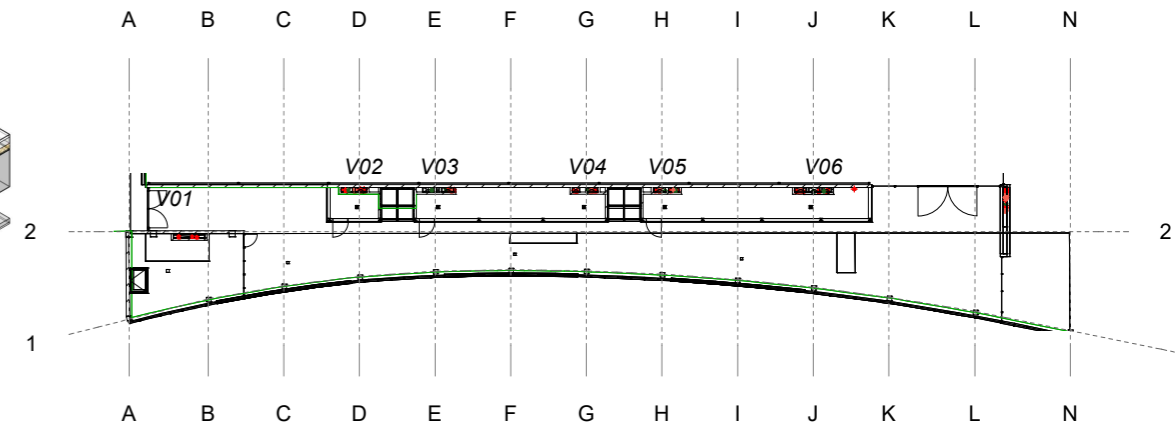 A B C D E F G H I J K L N
V02 V03 V04 V05 V06
V01
2 2
1
A B C D E F G H I J K L N